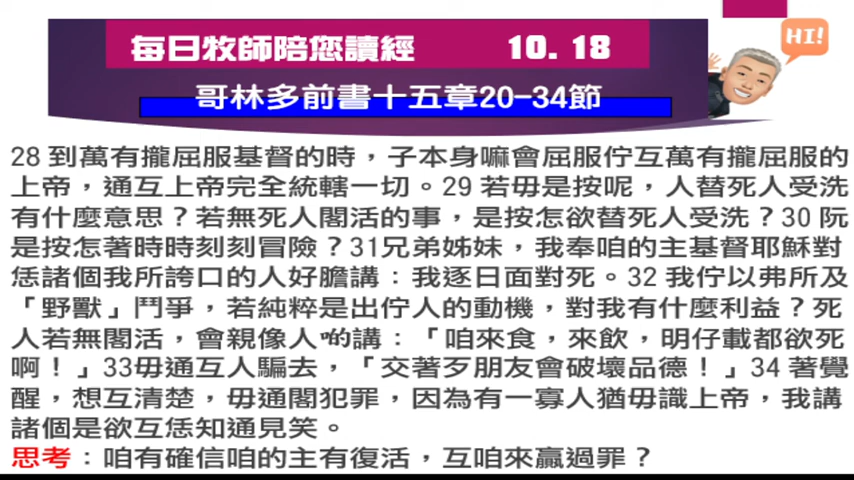 每日牧師陪您讀經 10. 18
HI!
哥林多前書十五章20-34節
28 到萬有攏屈服基督的時，子本身嘛會屈服佇互萬有攏屈服的
上帝，通互上帝完全統轄一切。29 若毋是按呢，人替死人受洗
有什麼意思？若無死人閣活的事，是按怎欲替死人受洗？30 阮
是按怎著時時刻刻冒險？31兄弟姊妹，我奉咱的主基督耶穌對
恁諸個我所誇口的人好膽講：我逐日面對死。32 我佇以弗所及
「野獸」鬥爭，若純粹是出佇人的動機，對我有什麼利益？死
人若無閣活，會親像人啲講：「咱來食，來飲，明仔載都欲死
啊！」33毋通互人騙去，「交著歹朋友會破壞品德！」34 著覺
醒，想互清楚，毋通閣犯罪，因為有一寡人猶毋識上帝，我講
諸個是欲互恁知通見笑。
思考：咱有確信咱的主有復活，互咱來贏過罪？